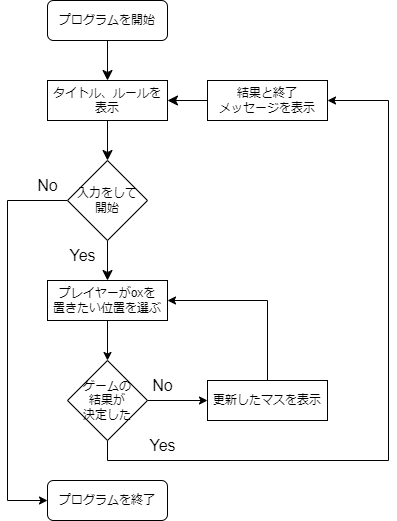 プログラムを開始
タイトル、ルールを
表示
結果と終了
メッセージを表示
入力をして
開始
No
Yes
プレイヤーがoxを
置きたい位置を選ぶ
ゲームの
結果が
決定した
No
更新したマスを表示
Yes
プログラムを終了